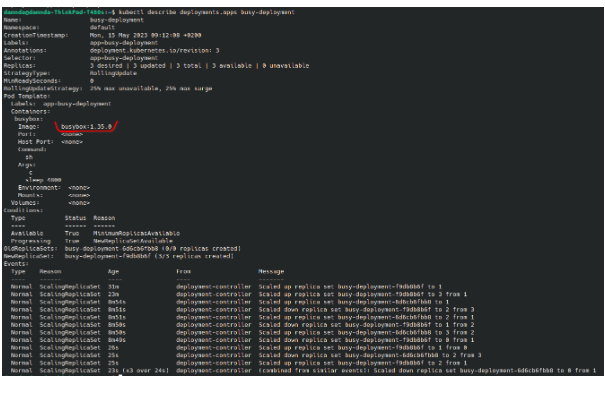 daonda@daonda-ThinkPad-T480s:~$ kubectl describe deployments.apps busy-deployment
Name: busy-deployment
Namespace: default
CreationTimestamp: Mon, 15 May 2023 09:12:08 +0200
Labels: app=busy-deployment
Annotations: deployment.kubernetes.io/revision: 3
Selector: app=busy-deployment
Replicas: 3 desired | 3 updated | 3 total | 3 available | 0 unavailable
StrategyType: RollingUpdate
MinReadySeconds: 0
RollingUpdateStrategy: 25% max unavailable, 25% max surge
Pod Template:
Labels: app=busy-deployment
Containers:
busybox:
Image: busybox:1.35.0
Port: <none>
Host Port: <none>
Command:
sh
Args:
c
sleep 4800
Environment: <none>
Mounts: <none>
Volumes: <none>
Conditions:
Type Status Reason
---- ------ ------
Available True MinimumReplicasAvailable
Progressing True NewReplicaSetAvailable
OldReplicaSets: busy-deployment-6d6cb6fbb8 (0/0 replicas created)
NewReplicaSet: busy-deployment-f9db8b6f (3/3 replicas created)
Events:
Type Reason Age From Message
---- ------ ---- ---- -------
Normal ScalingReplicaSet 31m deployment-controller Scaled up replica set busy-deployment-f9db8b6f to 1
Normal ScalingReplicaSet 23m deployment-controller Scaled up replica set busy-deployment-f9db8b6f to 3 from 1
Normal ScalingReplicaSet 8m54s deployment-controller Scaled up replica set busy-deployment-6d6cb6fbb8 to 1
Normal ScalingReplicaSet 8m51s deployment-controller Scaled down replica set busy-deployment-f9db8b6f to 2 from 3
Normal ScalingReplicaSet 8m51s deployment-controller Scaled up replica set busy-deployment-6d6cb6fbb8 to 2 from 1
Normal ScalingReplicaSet 8m50s deployment-controller Scaled down replica set busy-deployment-f9db8b6f to 1 from 2
Normal ScalingReplicaSet 8m50s deployment-controller Scaled up replica set busy-deployment-6d6cb6fbb8 to 3 from 2
Normal ScalingReplicaSet 8m49s deployment-controller Scaled down replica set busy-deployment-f9db8b6f to 0 from 1
Normal ScalingReplicaSet 26s deployment-controller Scaled up replica set busy-deployment-f9db8b6f to 1 from 0
Normal ScalingReplicaSet 25s deployment-controller Scaled down replica set busy-deployment-6d6cb6fbb8 to 2 from 3
Normal ScalingReplicaSet 25s deployment-controller Scaled up replica set busy-deployment-f9db8b6f to 2 from 1
Normal ScalingReplicaSet 23s (x3 over 24s) deployment-controller (combined from similar events): Scaled down replica set busy-deployment-6d6cb6fbb8 to 0 from 1